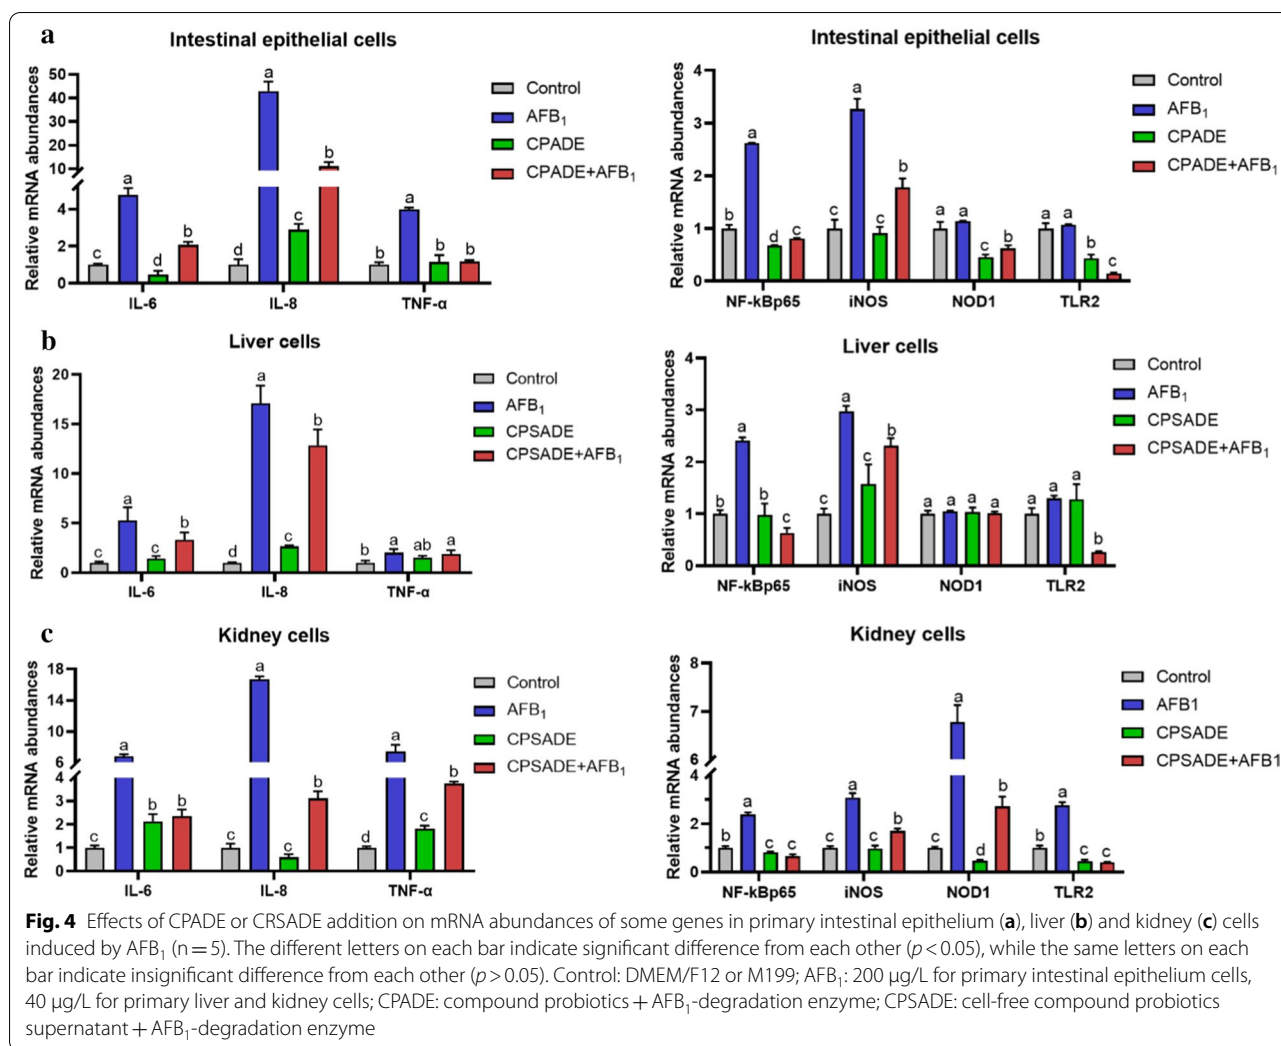 a
Intestinal epithelial cells
Relative mRNA abundances
50
40
30
20
10
4
2
0
c
a
d
b
d
a
c
b
b
a
b
b
IL-6
IL-8
TNF-α
Control
AFB₁
CPADE
CPADE+AFB₁
Intestinal epithelial cells
Relative mRNA abundances
4
3
2
1
0
b
a
d
c
c
a
c
b
a
a
c
b
a
a
b
c
NF-kBp65
iNOS
NOD1
TLR2
Control
AFB₁
CPADE
CPADE+AFB₁
b
Liver cells
Relative mRNA abundances
20
15
10
5
0
c
a
c
b
d
a
c
b
b
a
ab
a
IL-6
IL-8
TNF-α
Control
AFB₁
CPSADE
CPSADE+AFB₁
Liver cells
Relative mRNA abundances
4
3
2
1
0
b
a
b
c
c
a
c
b
a
a
a
a
a
a
a
b
NF-kBp65
iNOS
NOD1
TLR2
Control
AFB₁
CPSADE
CPSADE+AFB₁
c
Kidney cells
Relative mRNA abundances
18
14
10
6
4
3
2
1
0
c
a
b
b
c
a
c
b
d
a
c
b
IL-6
IL-8
TNF-α
Control
AFB₁
CPSADE
CPSADE+AFB₁
Kidney cells
Relative mRNA abundances
8
7
6
4
2
0
b
a
c
c
c
a
c
b
c
a
d
b
b
a
c
c
NF-kBp65
iNOS
NOD1
TLR2
Control
AFB1
CPSADE
CPSADE+AFB1
Fig. 4 Effects of CPADE or CRSADE addition on mRNA abundances of some genes in primary intestinal epithelium (a), liver (b) and kidney (c) cells
induced by AFB₁ (n = 5). The different letters on each bar indicate significant difference from each other (p < 0.05), while the same letters on each
bar indicate insignificant difference from each other (p > 0.05). Control: DMEM/F12 or M199; AFB₁: 200 μg/L for primary intestinal epithelium cells,
40 μg/L for primary liver and kidney cells; CPADE: compound probiotics + AFB₁-degradation enzyme; CPSADE: cell-free compound probiotics
supernatant + AFB₁-degradation enzyme